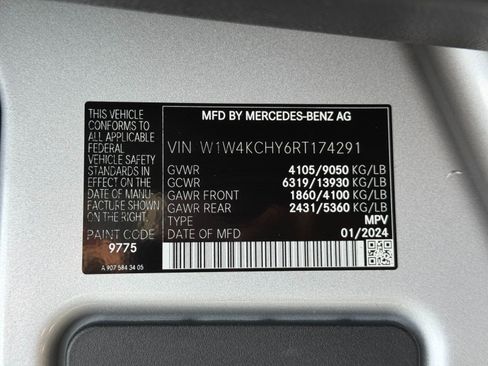 THIS VEHICLE
CONFORMS TO
ALL APPLICABLE
FEDERAL
VEHICLE SAFETY
STANDARDS IN
EFFECT ON THE
DATE OF MANU-
FACTURE SHOWN
ON THE RIGHT.
PAINT CODE
9775
A 907 584 34 05
MFD BY MERCEDES-BENZ AG
VIN W1W4KCHY6RT174291
GVWR 4105/9050 KG/LB
GCWR 6319/13930 KG/LB
GAWR FRONT 1860/4100 KG/LB
GAWR REAR 2431/5360 KG/LB
TYPE MPV
DATE OF MFD 01/2024